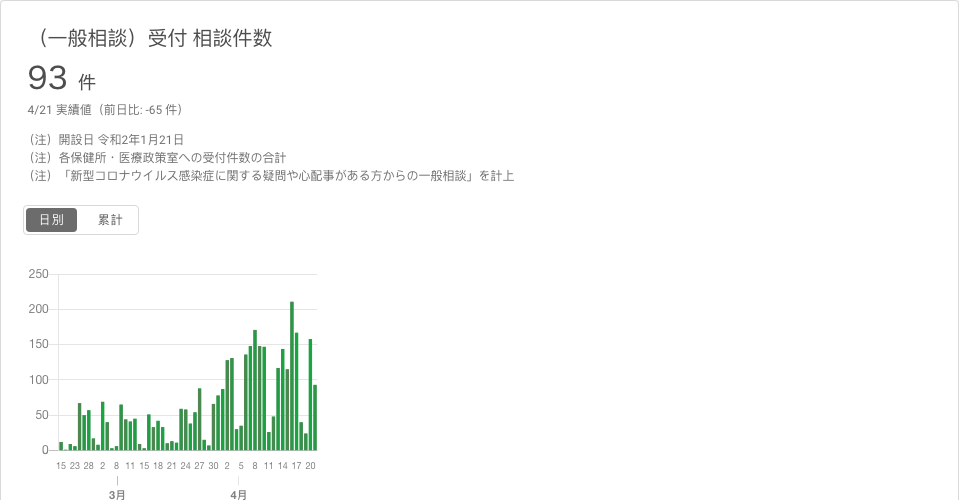 （一般相談）受付 相談件数
93 件
4/21 実績値（前日比: -65 件）
（注）開設日 令和2年1月21日
（注）各保健所・医療政策室への受付件数の合計
（注）「新型コロナウイルス感染症に関する疑問や心配事がある方からの一般相談」を計上
日別 累計
250
200
150
100
50
0
15 23 28 2 8 11 15 18 21 24 27 30 2 5 8 11 14 17 20
3月 4月